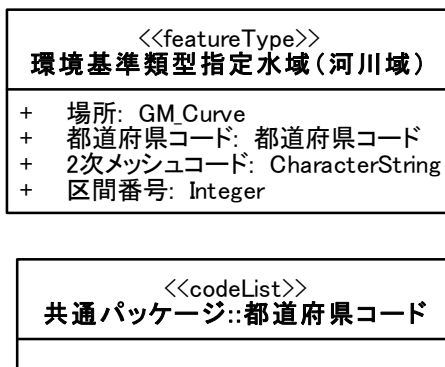 <<featureType>>
環境基準類型指定水域(河川域)
+ 場所: GM_Curve
+ 都道府県コード: 都道府県コード
+ 2次メッシュコード: CharacterString
+ 区間番号: Integer
<<codeList>>
共通パッケージ::都道府県コード